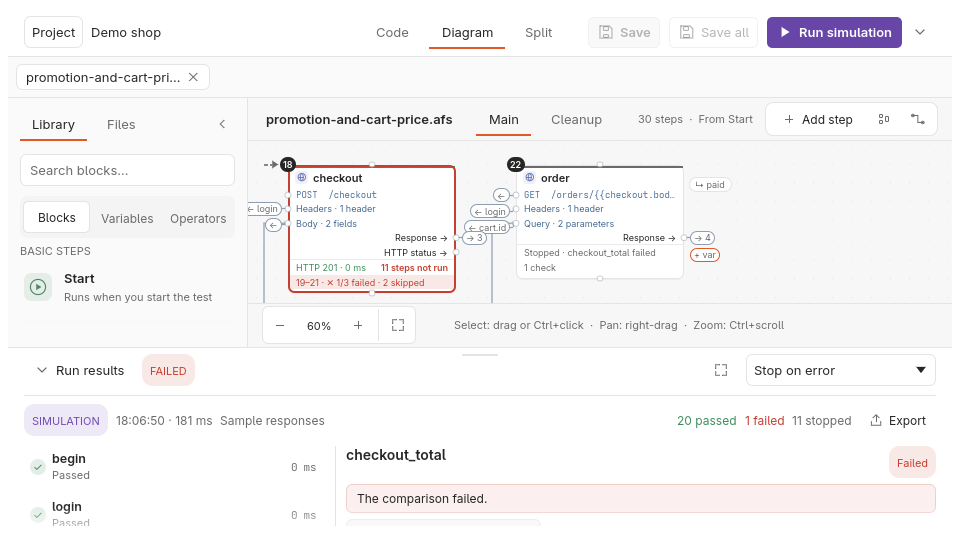 Project Demo shop Code Diagram Split Save Save all Run simulation
promotion-and-cart-pri...
Library Files
promotion-and-cart-price.afs Main Cleanup 30 steps · From Start Add step
Search blocks...
Blocks Variables Operators
BASIC STEPS
Start
Runs when you start the test
18 checkout
POST /checkout
← login Headers · 1 header
← Body · 2 fields
Response → → 3
HTTP status →
HTTP 201 · 0 ms 11 steps not run
19–21 · × 1/3 failed · 2 skipped
22 order
← GET /orders/{{checkout.bod…
← login Headers · 1 header
← cart.id Query · 2 parameters
Response → → 4
Stopped · checkout_total failed
1 check
↳ paid
+ var
− 60% + Select: drag or Ctrl+click · Pan: right-drag · Zoom: Ctrl+scroll
Run results FAILED Stop on error
SIMULATION 18:06:50 · 181 ms Sample responses 20 passed 1 failed 11 stopped Export
begin 0 ms
Passed
login 0 ms
Passed
checkout_total Failed
The comparison failed.